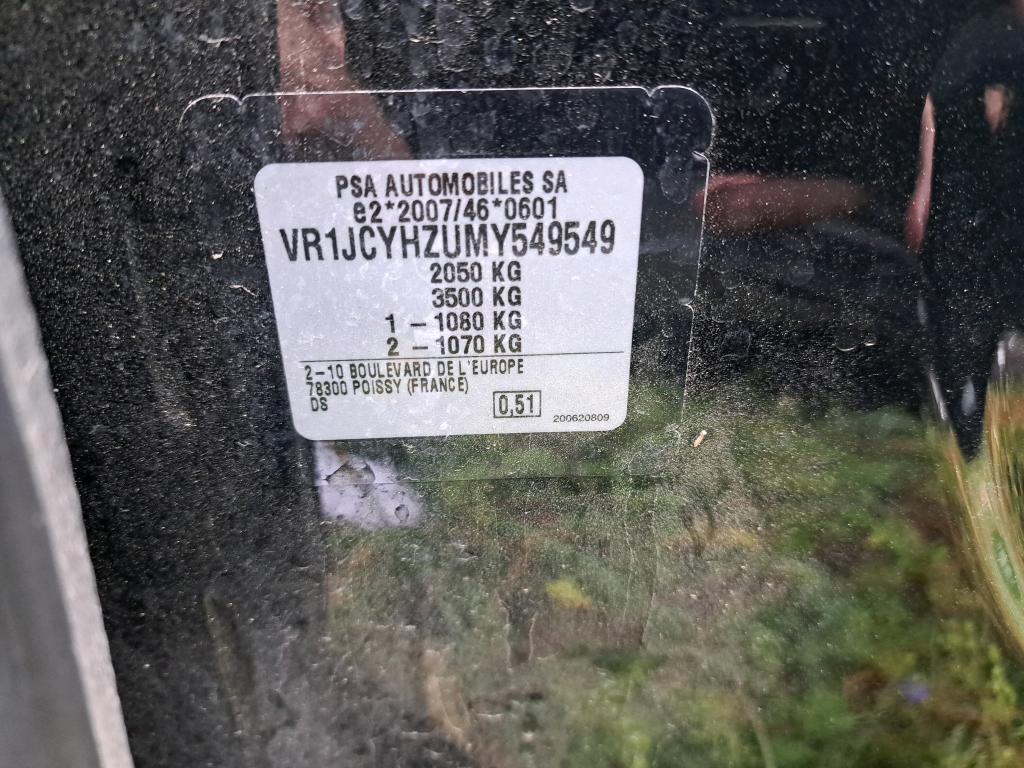 PSA AUTOMOBILES SA
e2*2007/46*0601
VR1JCYHZUMY549549
2050 KG
3500 KG
1 – 1080 KG
2 – 1070 KG
2–10 BOULEVARD DE L'EUROPE
78300 POISSY (FRANCE)
DS
0,51
200620809